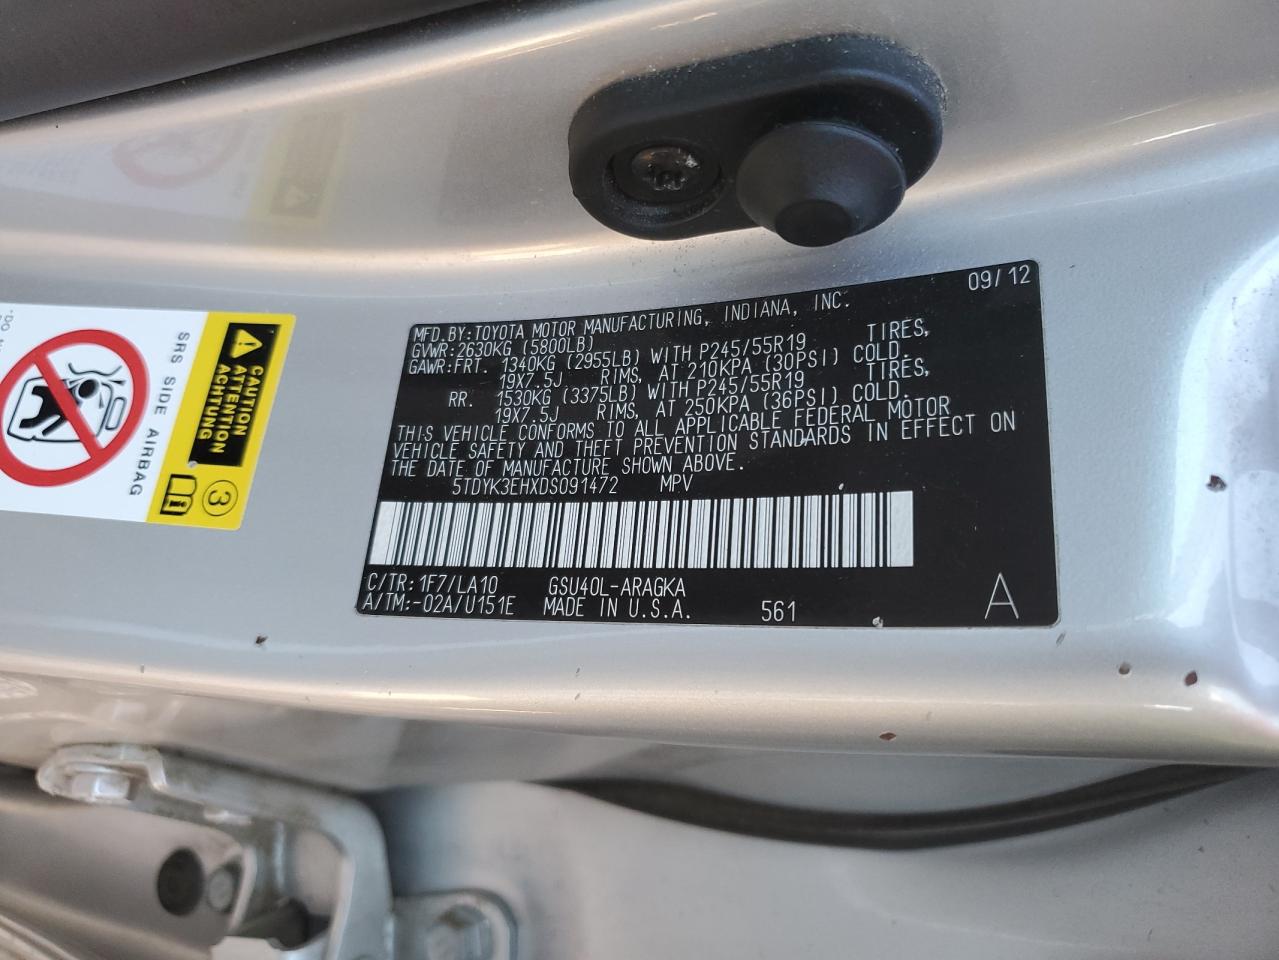 09/12
MFD.BY:TOYOTA MOTOR MANUFACTURING, INDIANA, INC.
GVWR:2630KG (5800LB)
GAWR:FRT. 1340KG (2955LB) WITH P245/55R19 TIRES,
19X7.5J RIMS, AT 210KPA (30PSI) COLD.
RR. 1530KG (3375LB) WITH P245/55R19 TIRES,
19X7.5J RIMS, AT 250KPA (36PSI) COLD.
THIS VEHICLE CONFORMS TO ALL APPLICABLE FEDERAL MOTOR
VEHICLE SAFETY AND THEFT PREVENTION STANDARDS IN EFFECT ON
THE DATE OF MANUFACTURE SHOWN ABOVE.
5TDYK3EHXDS091472 MPV
C/TR:1F7/LA10 GSU40L-ARAGKA
A/TM:-02A/U151E MADE IN U.S.A. 561 A
CAUTION
ATTENTION
ACHTUNG
3
SRS SIDE AIRBAG